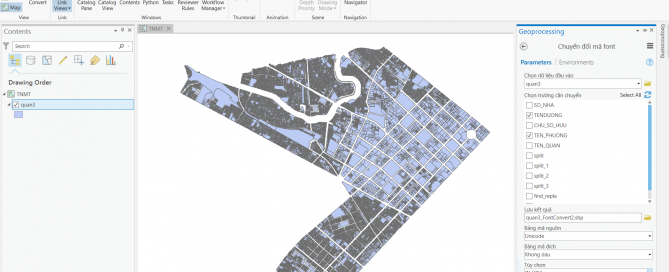 Map
Convert
Link
Views
Catalog
Pane
Catalog
View
Contents
Python
Tasks
Reviewer
Rules
Workflow
Manager
Depth
Priority
Drawing
Mode
Navigator
View
Link
Windows
Thumbnail
Animation
Scene
Navigator
Contents
Search
Drawing Order
TNMT
quan3
TNMT
Geoprocessing
Chuyển đổi mã font
Parameters
Environments
Chọn dữ liệu đầu vào
quan3
Chọn trường cần chuyển
Select All
SO_NHA
TENDUONG
CHU_SO_HUU
TEN_PHUONG
TEN_QUAN
split
split_1
split_2
split_3
find_repla
Lưu kết quả
quan3_FontConvert2.shp
Bảng mã nguồn
Unicode
Bảng mã đích
Khong dau
Tùy chọn
Geoprocessing